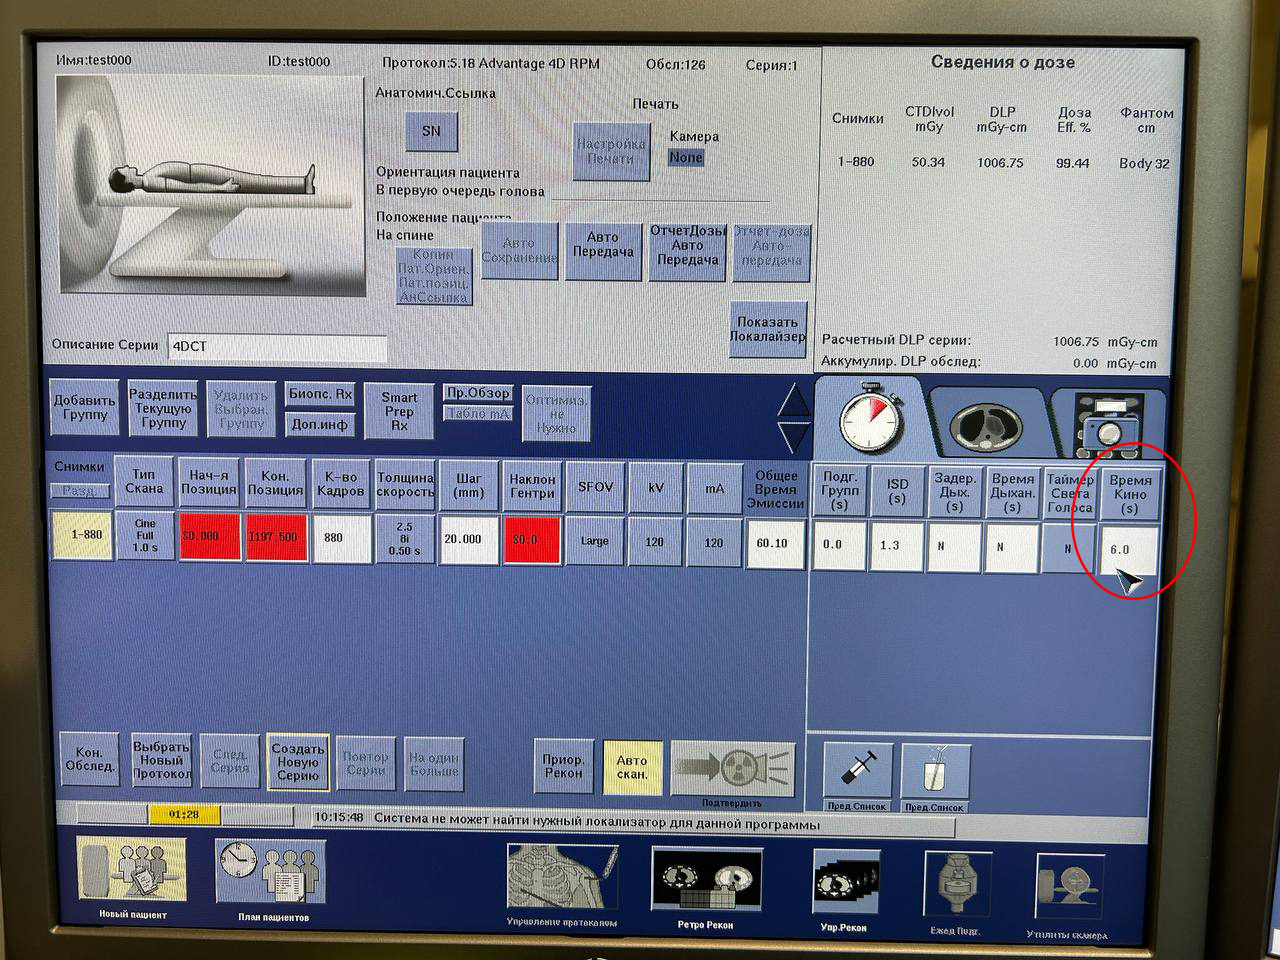 Имя:test000
ID:test000
Протокол:5.18 Advantage 4D RPM
Обсл:126
Серия:1
Анатомич.Ссылка
SN
Печать
Настройка
Печати
Камера
None
Ориентация пациента
В первую очередь голова
Положение пациента
На спине
Копия
Пат.Ориен.
Пат.позиц.
АнСсылка
Авто
Сохранение
Авто
Передача
ОтчетДозы
Авто
Передача
Отчет-доза
Авто-
передача
Показать
Локалайзер
Описание Серии
4DCT
Сведения о дозе
Снимки
CTDIvol
mGy
DLP
mGy-cm
Доза
Eff. %
Фантом
cm
1-880 50.34 1006.75 99.44 Body 32
Расчетный DLP серии: 1006.75 mGy-cm
Аккумулир. DLP обслед: 0.00 mGy-cm
Добавить
Группу
Разделить
Текущую
Группу
Удалить
Выбран.
Группу
Биопс. Rx
Доп.инф
Smart
Prep
Rx
Пр.Обзор
Табло mA
Оптимиз.
не
Нужно
Снимки
Разд.
Тип
Скана
Нач-я
Позиция
Кон.
Позиция
К-во
Кадров
Толщина
скорость
Шаг
(mm)
Наклон
Гентри
SFOV
kV
mA
Общее
Время
Эмиссии
Подг.
Групп
(s)
ISD
(s)
Задер.
Дых.
(s)
Время
Дыхан.
(s)
Таймер
Света
Голоса
Время
Кино
(s)
1-880
Cine
Full
1.0 s
S0.000
I197.500
880
2.5
8i
0.50 s
20.000
S0.0
Large
120
120
60.10
0.0
1.3
N
N
N
6.0
Кон.
Обслед.
Выбрать
Новый
Протокол
След.
Серия
Создать
Новую
Серию
Повтор
Серии
На один
Больше
Приор.
Рекон
Авто
скан.
Подтвердить
Пред.Список
Пред.Список
01:28
10:15:48 Система не может найти нужный локализатор для данной программы
Новый пациент
План пациентов
Управление протоколом
Ретро Рекон
Упр.Рекон
Ежед Подг.
Утилиты сканера